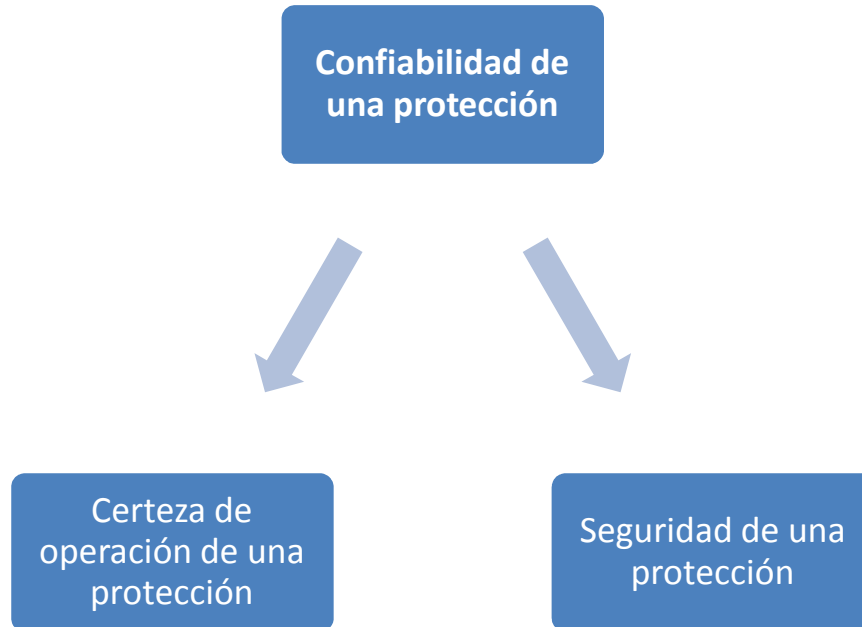 Confiabilidad de
una protección
Certeza de
operación de una
protección
Seguridad de una
protección